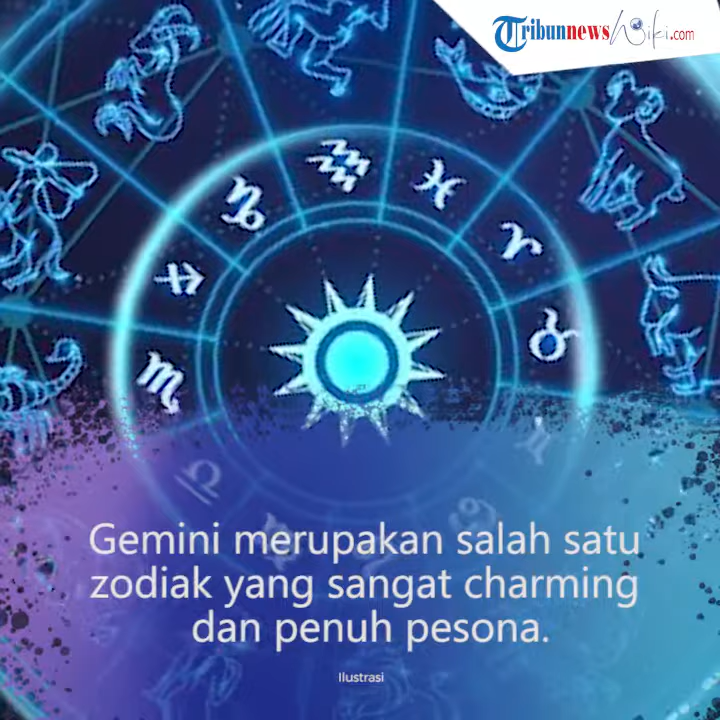 TribunnewsWiki.com
Gemini merupakan salah satu
zodiak yang sangat charming
dan penuh pesona.
Ilustrasi